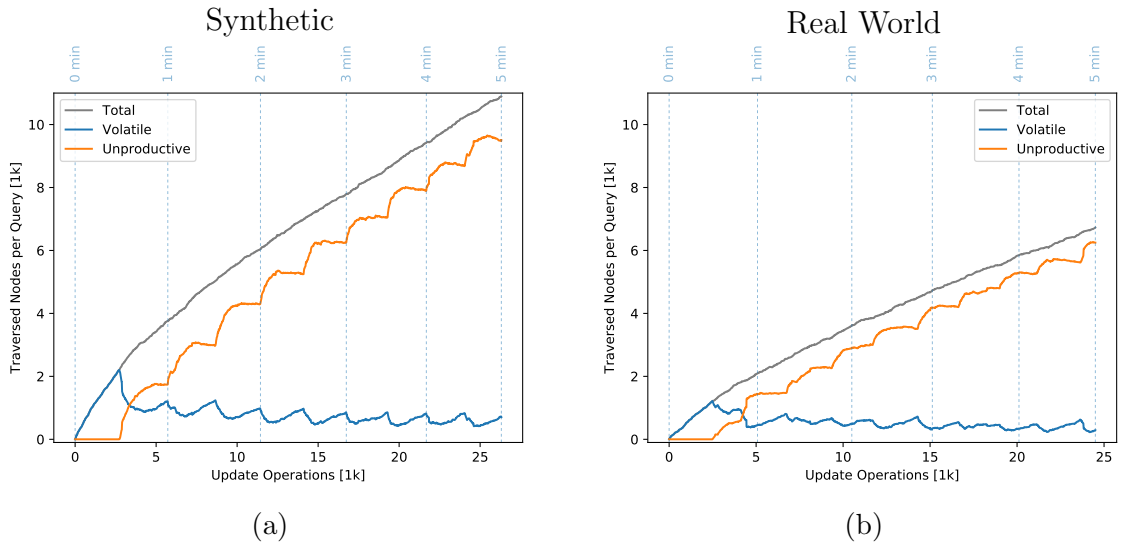 Synthetic
0 min
1 min
2 min
3 min
4 min
5 min
Total
Volatile
Unproductive
Traversed Nodes per Query [1k]
10
8
6
4
2
0
0
5
10
15
20
25
Update Operations [1k]
(a)
Real World
0 min
1 min
2 min
3 min
4 min
5 min
Total
Volatile
Unproductive
Traversed Nodes per Query [1k]
10
8
6
4
2
0
0
5
10
15
20
25
Update Operations [1k]
(b)